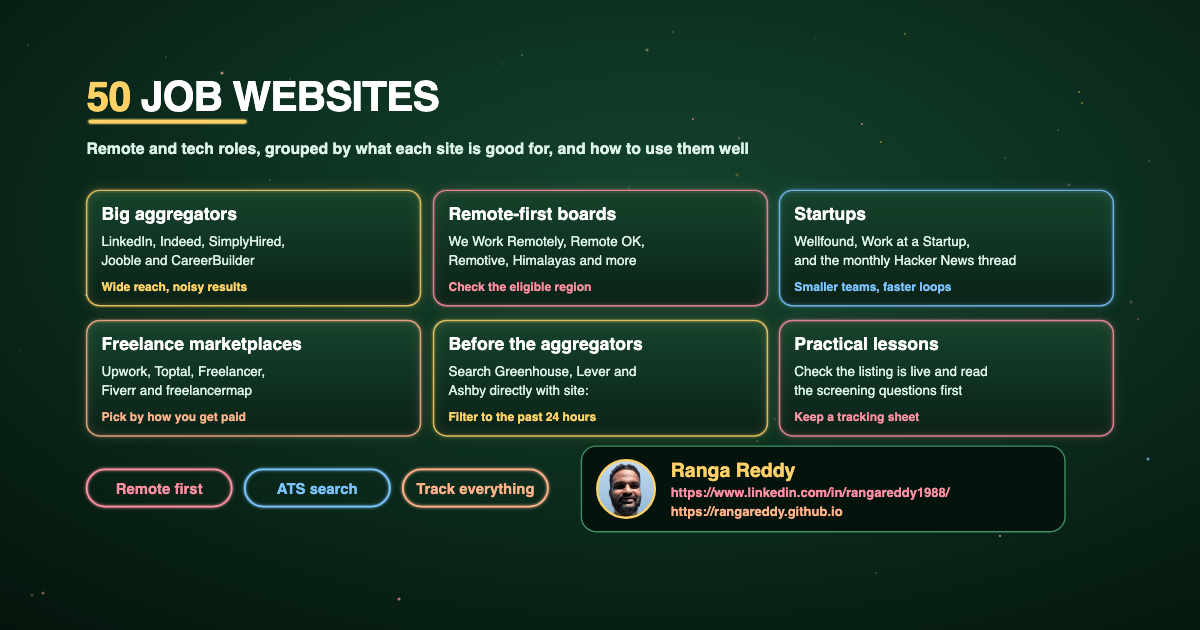 50 JOB WEBSITES
Remote and tech roles, grouped by what each site is good for, and how to use them well
Big aggregators
LinkedIn, Indeed, SimplyHired,
Jooble and CareerBuilder
Wide reach, noisy results
Remote-first boards
We Work Remotely, Remote OK,
Remotive, Himalayas and more
Check the eligible region
Startups
Wellfound, Work at a Startup,
and the monthly Hacker News thread
Smaller teams, faster loops
Freelance marketplaces
Upwork, Toptal, Freelancer,
Fiverr and freelancermap
Pick by how you get paid
Before the aggregators
Search Greenhouse, Lever and
Ashby directly with site:
Filter to the past 24 hours
Practical lessons
Check the listing is live and read
the screening questions first
Keep a tracking sheet
Remote first
ATS search
Track everything
Ranga Reddy
https://www.linkedin.com/in/rangareddy1988/
https://rangareddy.github.io